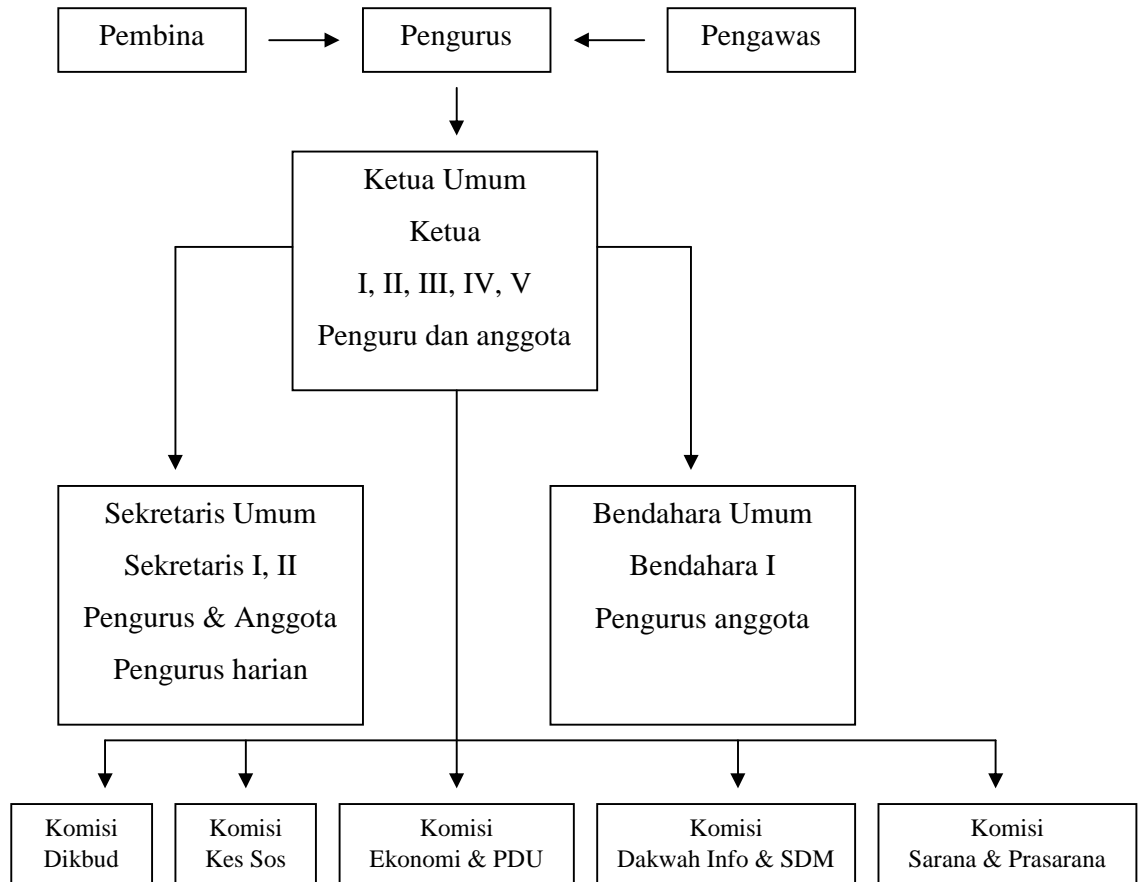 Pembina
Pengurus
Pengawas
Ketua Umum
Ketua
I, II, III, IV, V
Penguru dan anggota
Sekretaris Umum
Sekretaris I, II
Pengurus & Anggota
Pengurus harian
Bendahara Umum
Bendahara I
Pengurus anggota
Komisi
Dikbud
Komisi
Kes Sos
Komisi
Ekonomi & PDU
Komisi
Dakwah Info & SDM
Komisi
Sarana & Prasarana